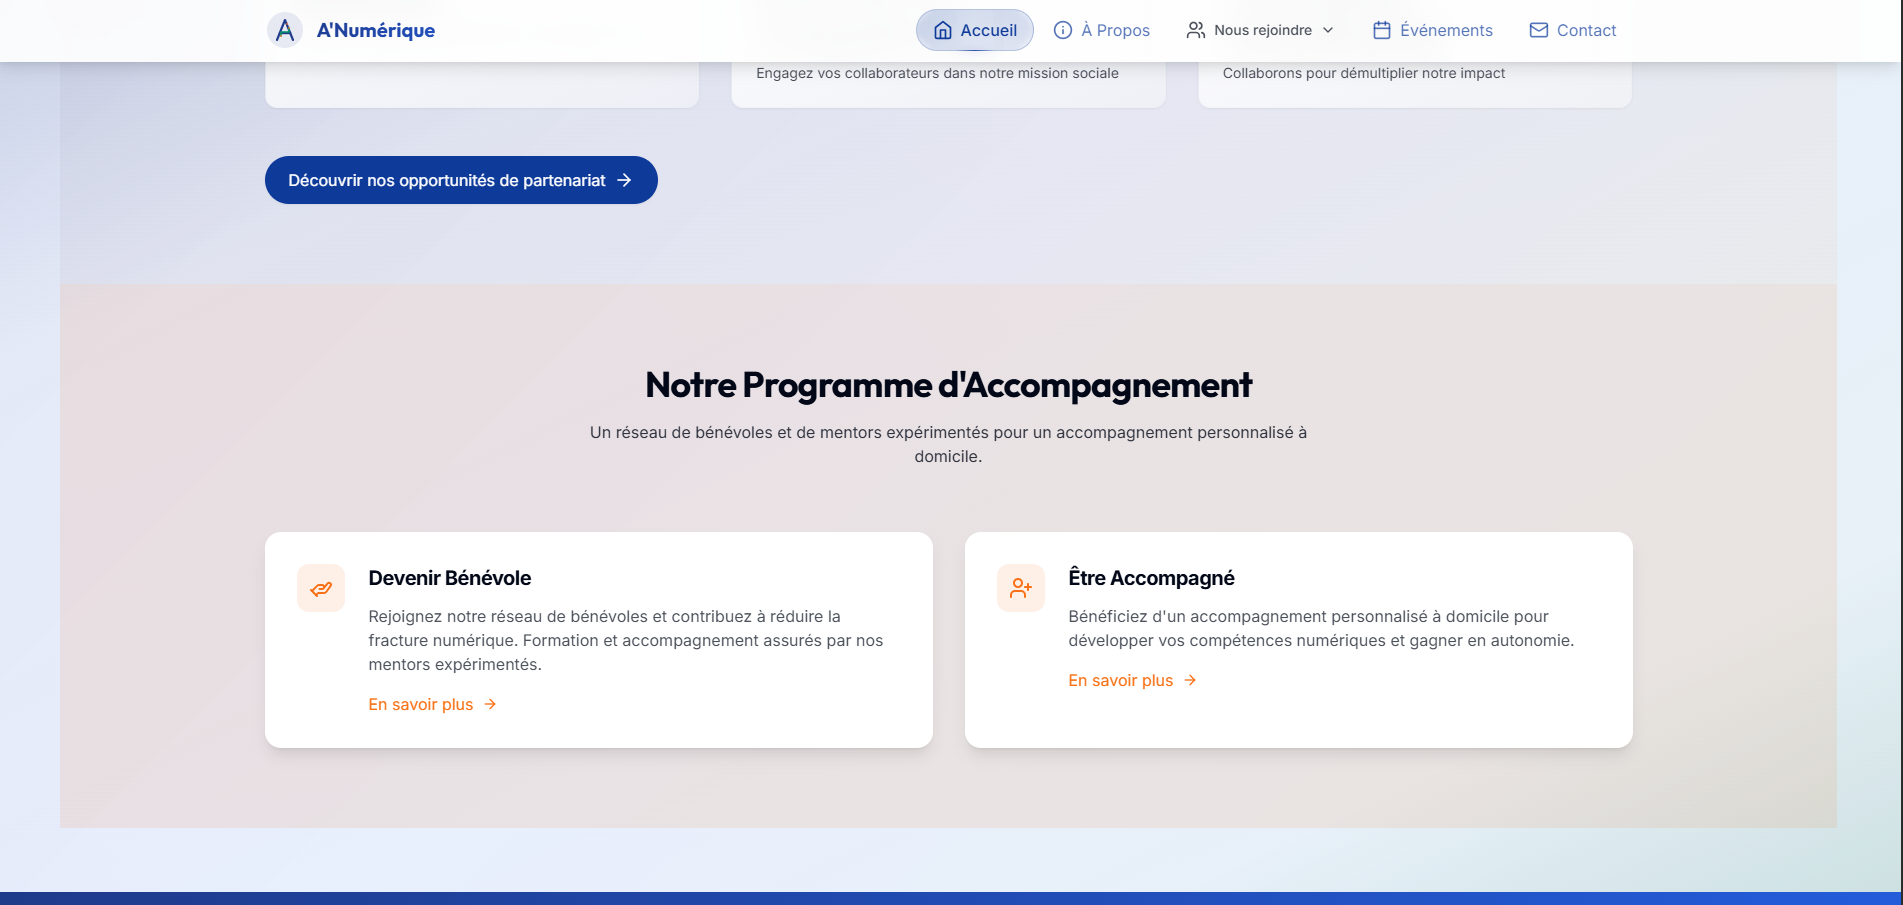 A'Numérique
Accueil
À Propos
Nous rejoindre
Événements
Contact
Engagez vos collaborateurs dans notre mission sociale
Collaborons pour démultiplier notre impact
Découvrir nos opportunités de partenariat
Notre Programme d'Accompagnement
Un réseau de bénévoles et de mentors expérimentés pour un accompagnement personnalisé à
domicile.
Devenir Bénévole
Rejoignez notre réseau de bénévoles et contribuez à réduire la
fracture numérique. Formation et accompagnement assurés par nos
mentors expérimentés.
En savoir plus
Être Accompagné
Bénéficiez d'un accompagnement personnalisé à domicile pour
développer vos compétences numériques et gagner en autonomie.
En savoir plus